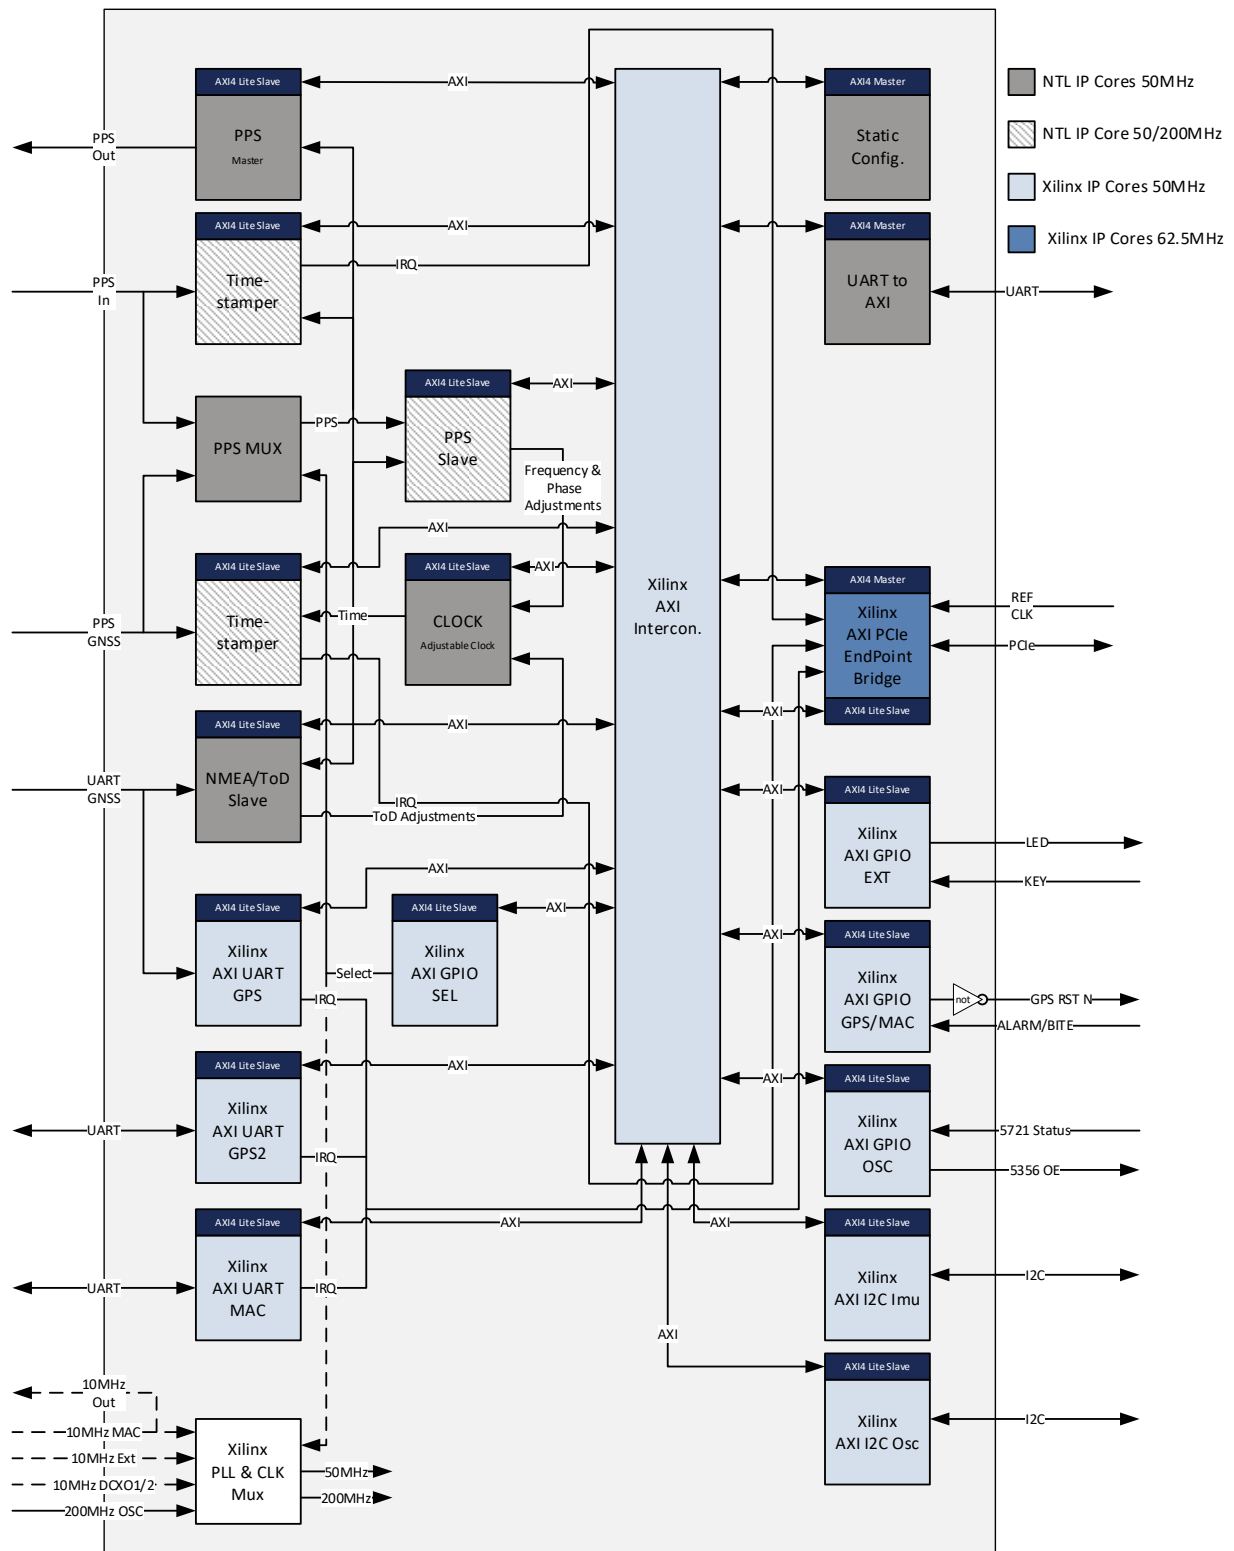 AXI4 Lite Slave
AXI
AXI4 Master
NTL IP Cores 50MHz
PPS
Out
PPS
Master
Static
Config.
NTL IP Core 50/200MHz
Xilinx IP Cores 50MHz
AXI4 Lite Slave
AXI
AXI4 Master
Xilinx IP Cores 62.5MHz
PPS
In
Time-
stamper
IRQ
UART to
AXI
UART
AXI4 Lite Slave
AXI
PPS MUX
PPS
PPS
Slave
Frequency &
Phase
Adjustments
AXI
AXI4 Lite Slave
AXI4 Lite Slave
AXI
Xilinx
AXI
Intercon.
AXI4 Master
PPS
GNSS
Time-
stamper
Time
CLOCK
Adjustable Clock
Xilinx
AXI PCIe
EndPoint
Bridge
REF
CLK
PCIe
AXI
AXI4 Lite Slave
AXI4 Lite Slave
AXI
UART
GNSS
NMEA/ToD
Slave
IRQ
ToD Adjustments
AXI
AXI4 Lite Slave
Xilinx
AXI GPIO
EXT
LED
KEY
AXI
AXI4 Lite Slave
AXI4 Lite Slave
AXI
Xilinx
AXI UART
GPS
Select
Xilinx
AXI GPIO
SEL
IRQ
AXI
AXI4 Lite Slave
Xilinx
AXI GPIO
GPS/MAC
not
GPS RST N
ALARM/BITE
AXI4 Lite Slave
AXI
UART
Xilinx
AXI UART
GPS2
IRQ
AXI
AXI4 Lite Slave
Xilinx
AXI GPIO
OSC
5721 Status
5356 OE
AXI4 Lite Slave
AXI
UART
Xilinx
AXI UART
MAC
IRQ
AXI
AXI4 Lite Slave
Xilinx
AXI I2C Imu
I2C
AXI
AXI4 Lite Slave
Xilinx
AXI I2C Osc
I2C
10MHz
Out
10MHz MAC
10MHz Ext
10MHz DCXO1/2
200MHz OSC
Xilinx
PLL & CLK
Mux
50MHz
200MHz